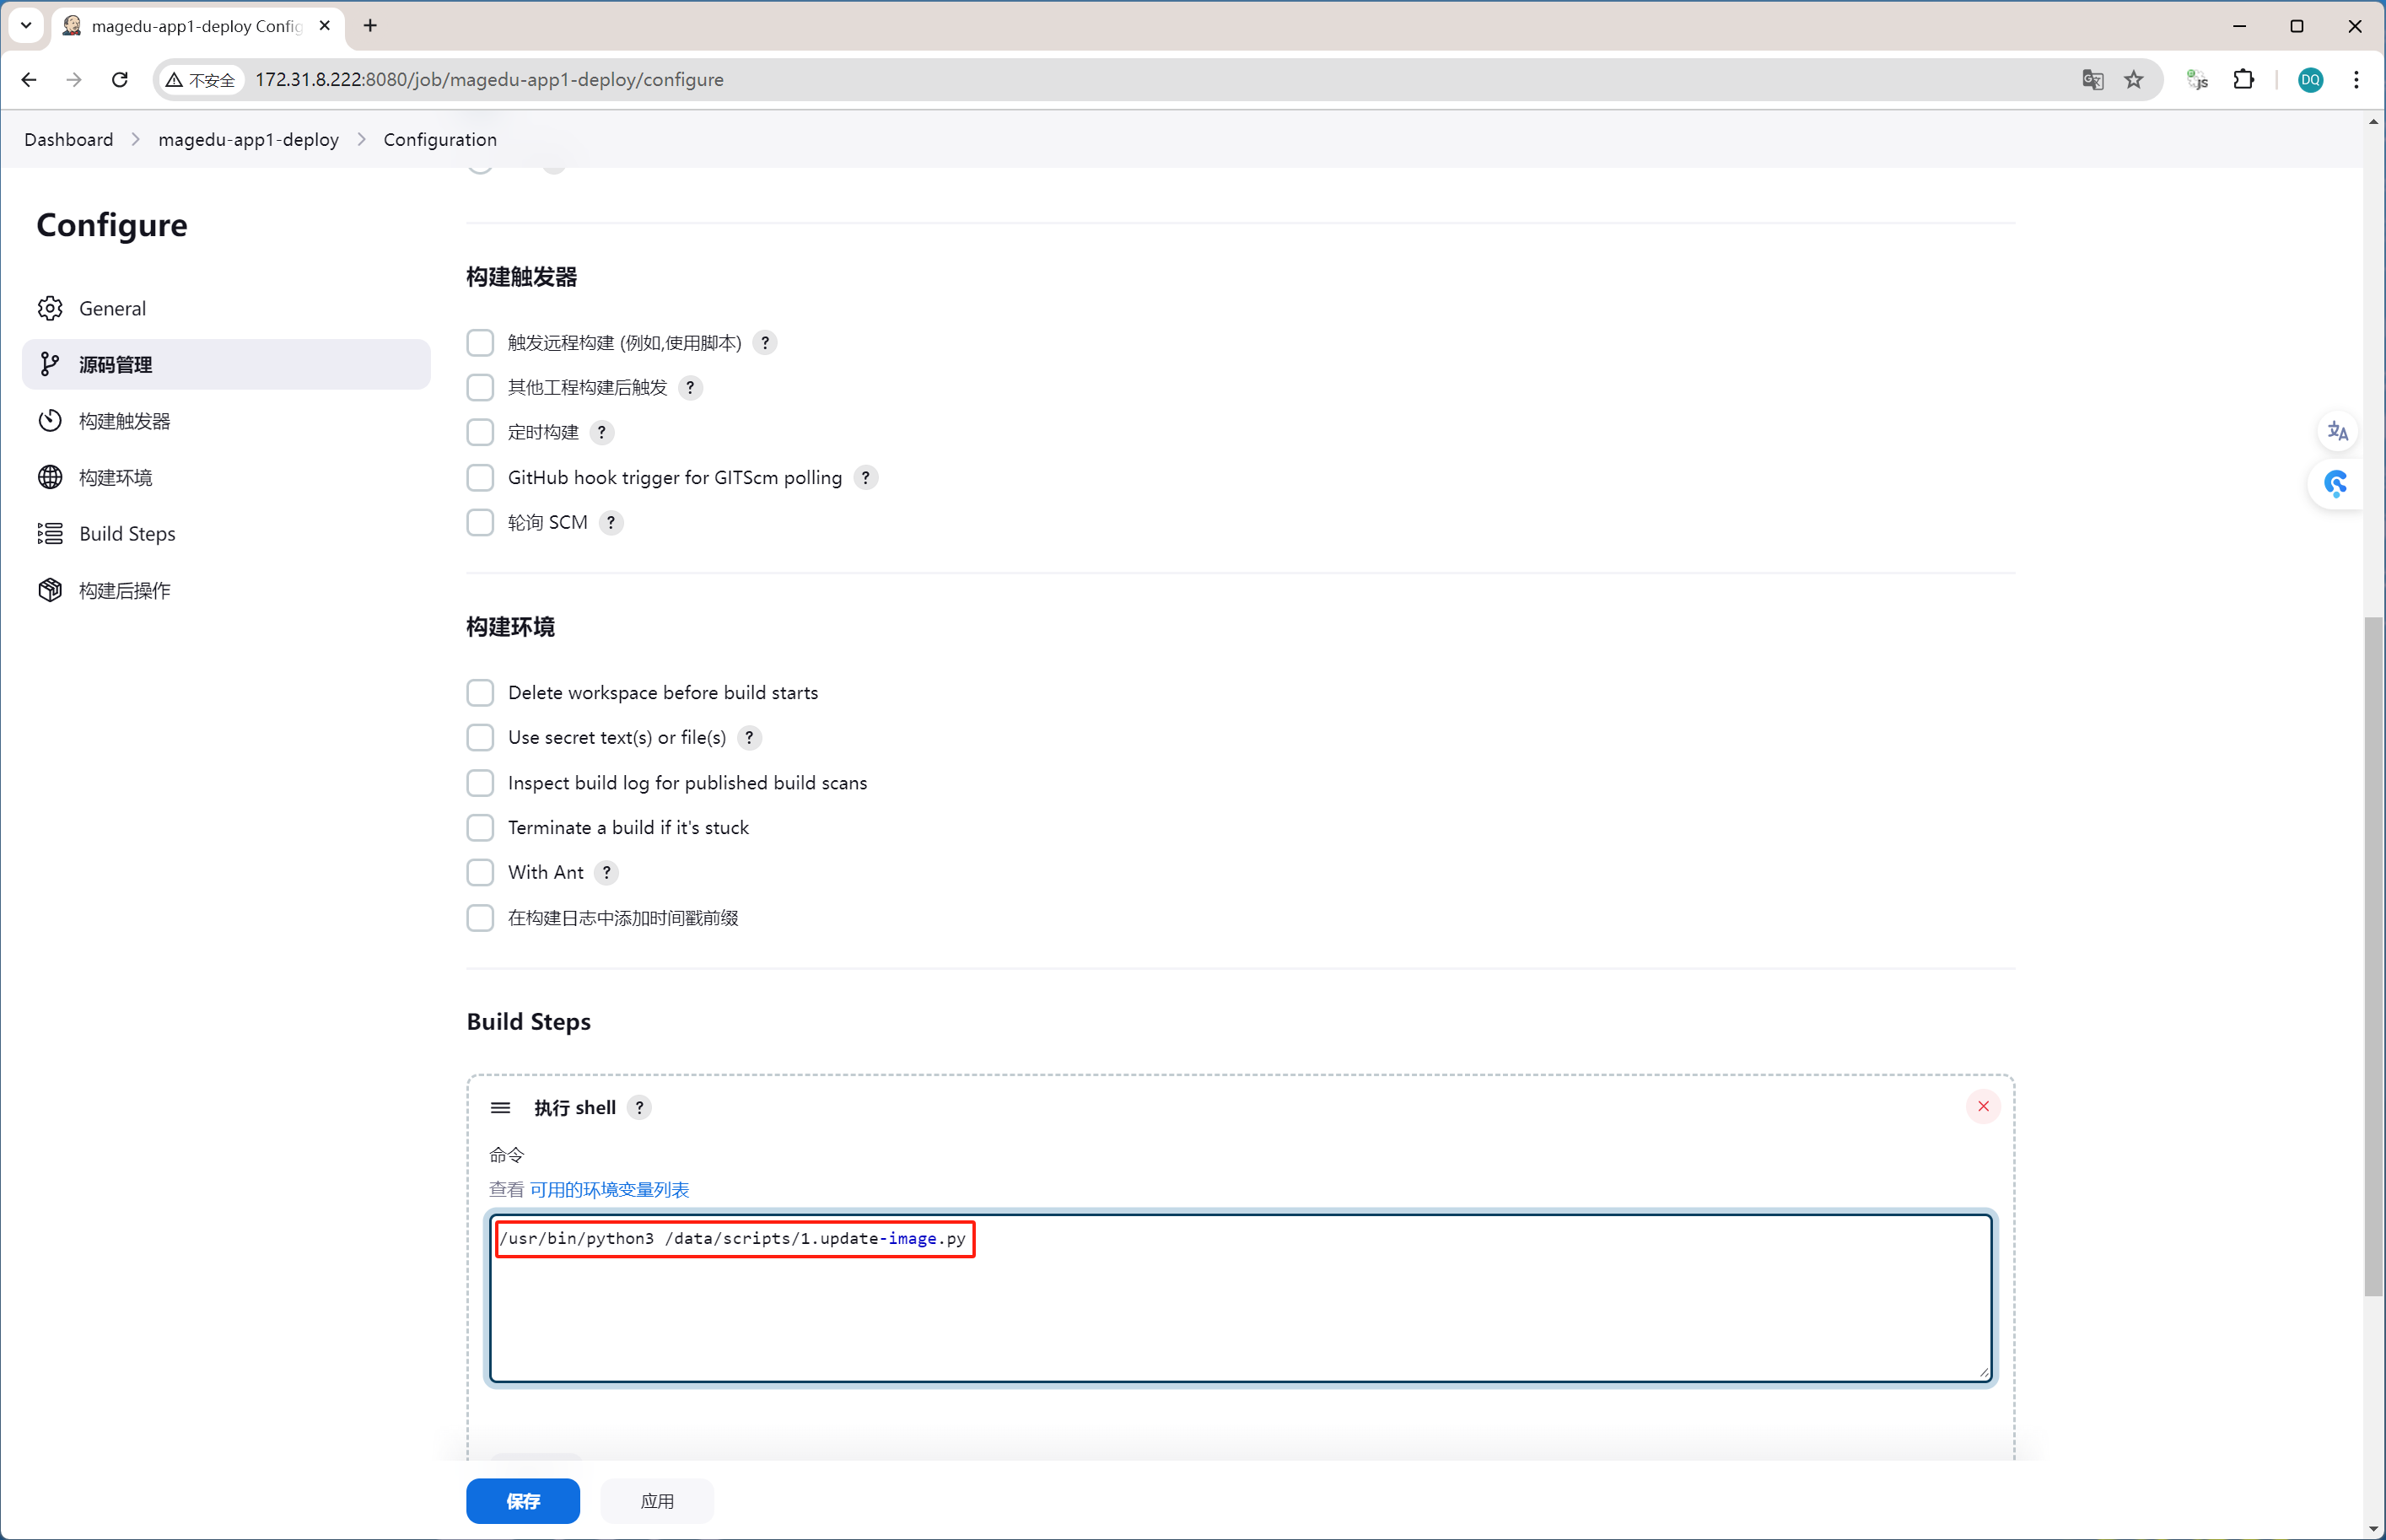 magedu-app1-deploy Config
不安全
172.31.8.222:8080/job/magedu-app1-deploy/configure
JS
DQ
Dashboard
magedu-app1-deploy
Configuration
Configure
General
源码管理
构建触发器
构建环境
Build Steps
构建后操作
构建触发器
触发远程构建 (例如,使用脚本) ?
其他工程构建后触发 ?
定时构建 ?
GitHub hook trigger for GITScm polling ?
轮询 SCM ?
构建环境
Delete workspace before build starts
Use secret text(s) or file(s) ?
Inspect build log for published build scans
Terminate a build if it's stuck
With Ant ?
在构建日志中添加时间戳前缀
Build Steps
执行 shell ?
命令
查看 可用的环境变量列表
/usr/bin/python3 /data/scripts/1.update-image.py
保存
应用